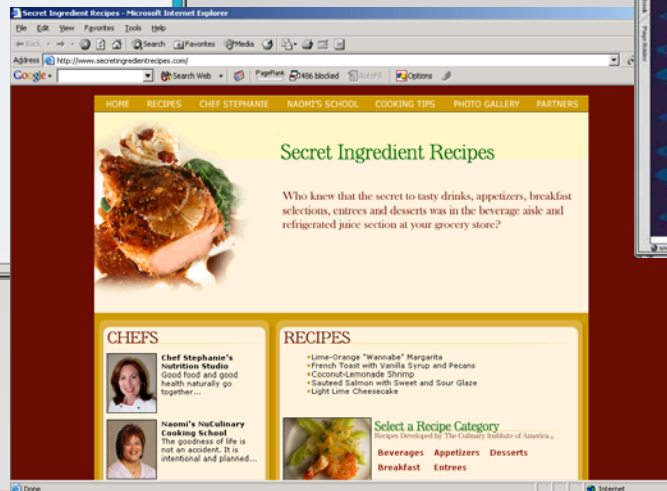 Secret Ingredient Recipes - Microsoft Internet Explorer
File Edit View Favorites Tools Help
Back Search Favorites Media
Address http://www.secretingredientrecipes.com/
Google Search Web PageRank 3486 blocked AutoFill Options
HOME RECIPES CHEF STEPHANIE NAOMI'S SCHOOL COOKING TIPS PHOTO GALLERY PARTNERS
Secret Ingredient Recipes
Who knew that the secret to tasty drinks, appetizers, breakfast
selections, entrees and desserts was in the beverage aisle and
refrigerated juice section at your grocery store?
CHEFS
Chef Stephanie's
Nutrition Studio
Good food and good
health naturally go
together...
Naomi's NuCulinary
Cooking School
The goodness of life is
not an accident. It is
intentional and planned...
RECIPES
Lime-Orange "Wannabe" Margarita
French Toast with Vanilla Syrup and Pecans
Coconut-Lemonade Shrimp
Sauteed Salmon with Sweet and Sour Glaze
Light Lime Cheesecake
Select a Recipe Category
Recipes Developed by The Culinary Institute of America
Beverages Appetizers Desserts
Breakfast Entrees
Done Internet